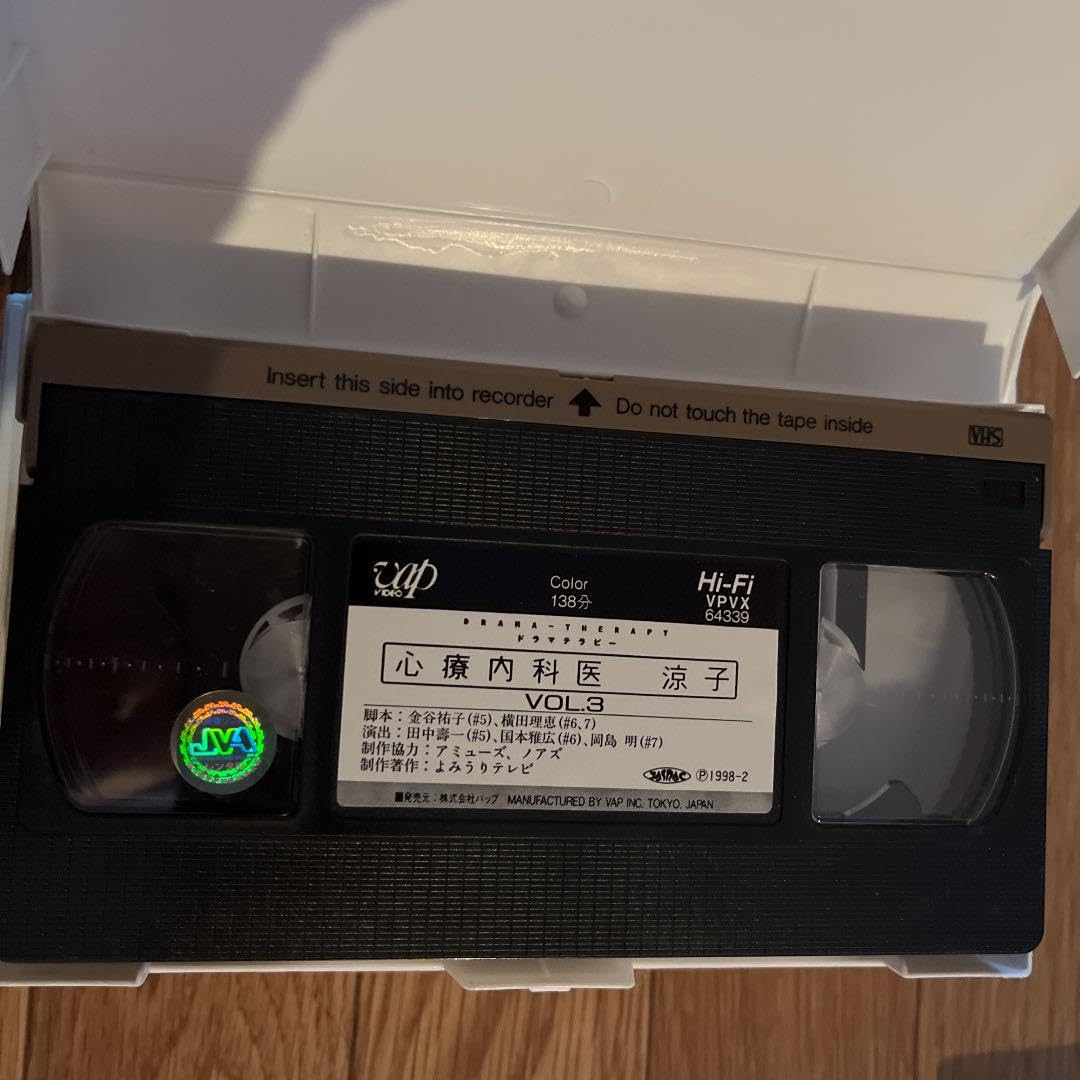 Insert this side into recorder Do not touch the tape inside
VHS
vap
VIDEO
Color
138分
Hi-Fi
VPVX
64339
DRAMA-THERAPY
ドラマテラピー
心療内科医 涼子
VOL.3
脚本：金谷祐子(#5)、横田理恵(#6、7)
演出：田中壽一(#5)、国本雅広(#6)、岡島 明(#7)
制作協力：アミューズ、ノアズ
制作著作：よみうりテレビ
JASRAC Ⓟ1998-2
■発売元：株式会社バップ MANUFACTURED BY VAP INC. TOKYO. JAPAN
JVA